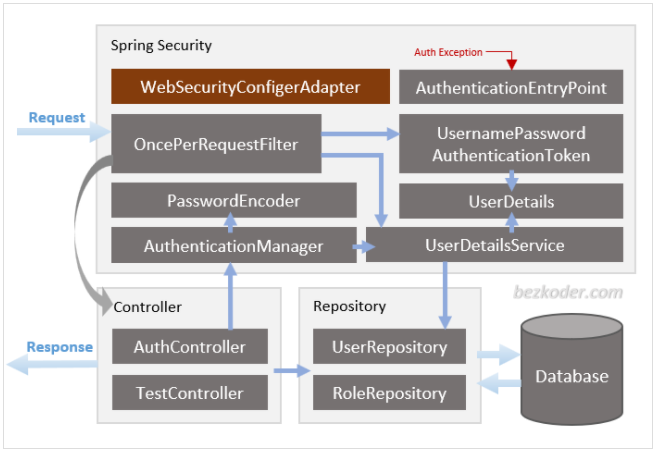 Spring Security
Auth Exception
WebSecurityConfigerAdapter
AuthenticationEntryPoint
Request
OncePerRequestFilter
UsernamePassword
AuthenticationToken
PasswordEncoder
UserDetails
AuthenticationManager
UserDetailsService
bezkoder.com
Controller
Repository
Response
AuthController
UserRepository
Database
TestController
RoleRepository